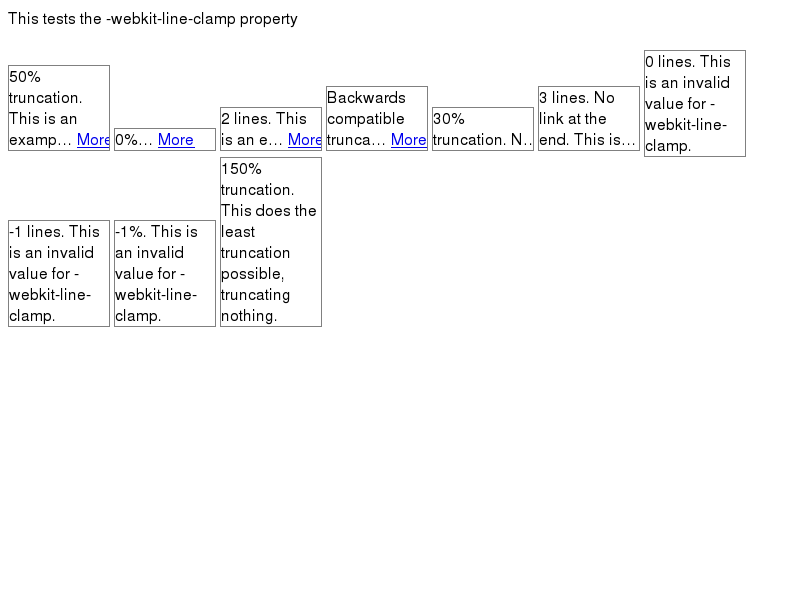 This tests the -webkit-line-clamp property
50%
truncation.
This is an
examp… More
0%… More
2 lines. This
is an e… More
Backwards
compatible
trunca… More
30%
truncation. N…
3 lines. No
link at the
end. This is…
0 lines. This
is an invalid
value for -
webkit-line-
clamp.
-1 lines. This
is an invalid
value for -
webkit-line-
clamp.
-1%. This is
an invalid
value for -
webkit-line-
clamp.
150%
truncation.
This does the
least
truncation
possible,
truncating
nothing.